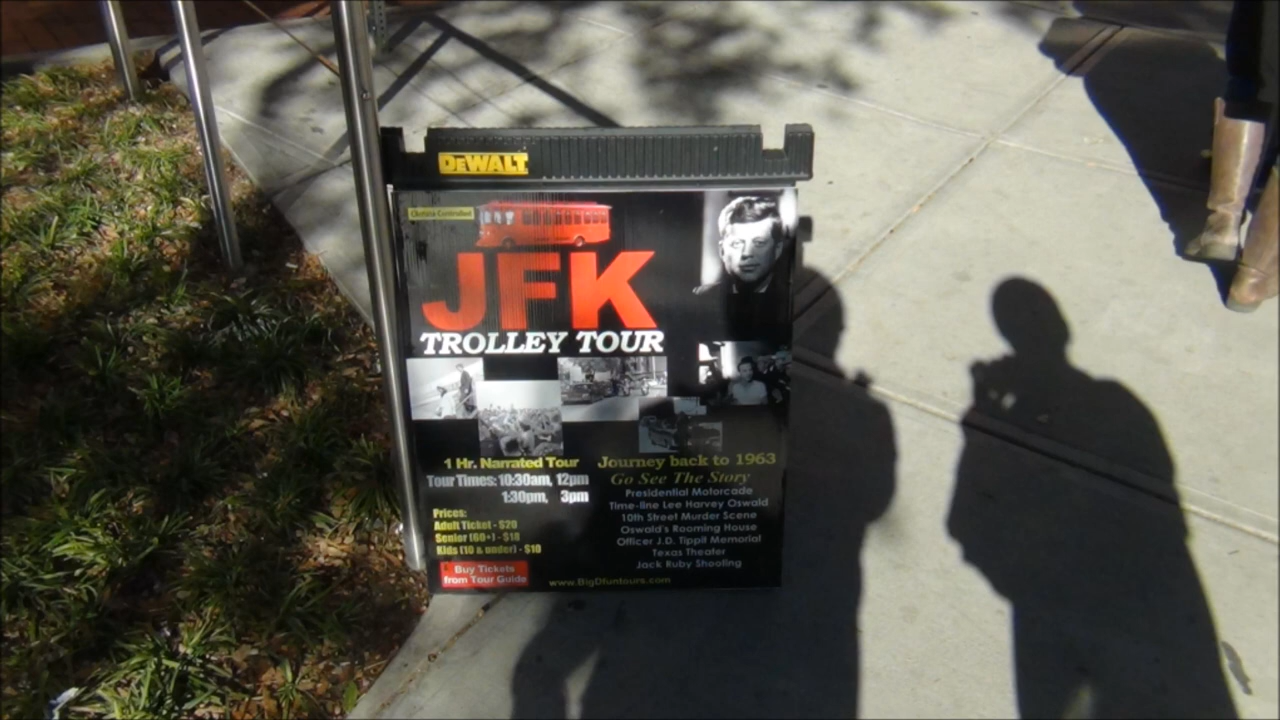 DEWALT
Climate Controlled
JFK
TROLLEY TOUR
1 Hr. Narrated Tour
Tour Times: 10:30am, 12pm
1:30pm, 3pm
Prices:
Adult Ticket - $20
Senior (60+) - $18
Kids (10 & under) - $10
Buy Tickets
from Tour Guide
Journey back to 1963
Go See The Story
Presidential Motorcade
Time-line Lee Harvey Oswald
10th Street Murder Scene
Oswald's Rooming House
Officer J.D. Tippit Memorial
Texas Theater
Jack Ruby Shooting
www.BigDfuntours.com